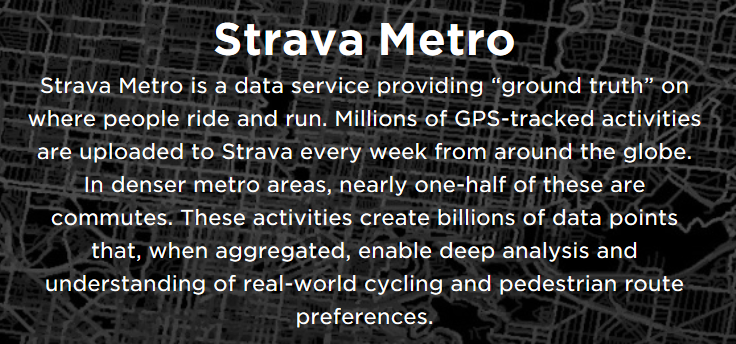 Strava Metro
Strava Metro is a data service providing “ground truth” on
where people ride and run. Millions of GPS-tracked activities
are uploaded to Strava every week from around the globe.
In denser metro areas, nearly one-half of these are
commutes. These activities create billions of data points
that, when aggregated, enable deep analysis and
understanding of real-world cycling and pedestrian route
preferences.